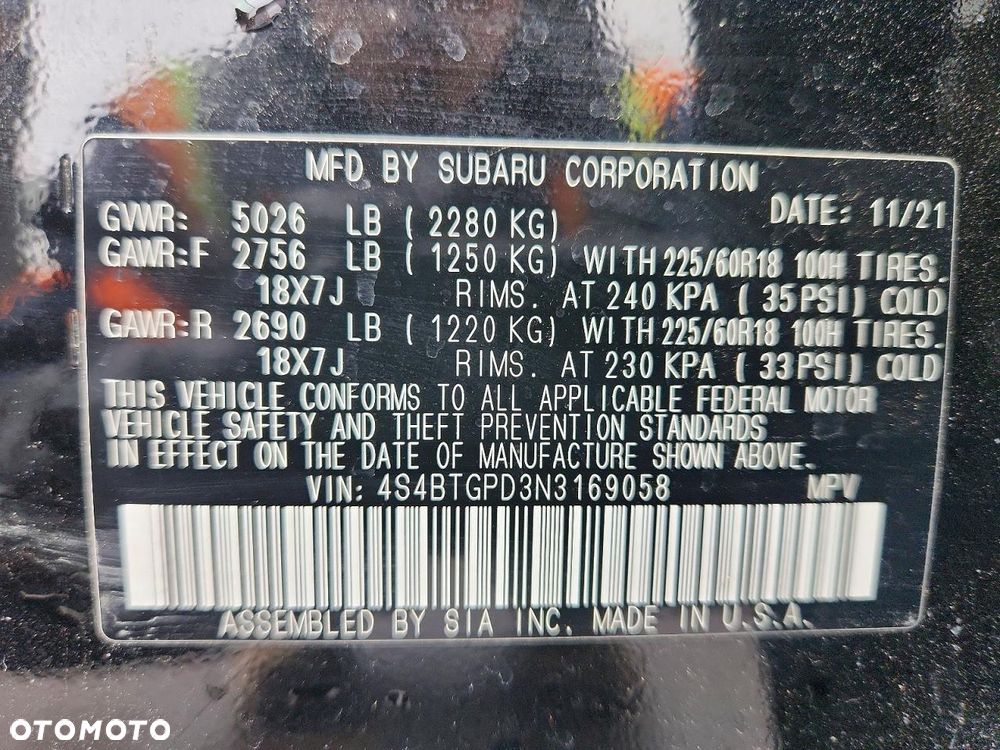 MFD BY SUBARU CORPORATION
GVWR: 5026 LB ( 2280 KG) DATE: 11/21
GAWR:F 2756 LB ( 1250 KG) WITH 225/60R18 100H TIRES.
18X7J RIMS. AT 240 KPA ( 35PSI) COLD
GAWR:R 2690 LB ( 1220 KG) WITH 225/60R18 100H TIRES.
18X7J RIMS. AT 230 KPA ( 33PSI) COLD
THIS VEHICLE CONFORMS TO ALL APPLICABLE FEDERAL MOTOR
VEHICLE SAFETY AND THEFT PREVENTION STANDARDS
IN EFFECT ON THE DATE OF MANUFACTURE SHOWN ABOVE.
VIN: 4S4BTGPD3N3169058 MPV
ASSEMBLED BY SIA INC. MADE IN U.S.A.
OTOMOTO